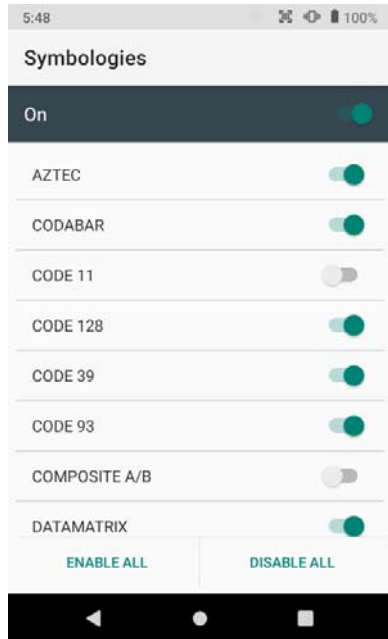 5:48 100%
Symbologies
On
AZTEC
CODABAR
CODE 11
CODE 128
CODE 39
CODE 93
COMPOSITE A/B
DATAMATRIX
ENABLE ALL DISABLE ALL